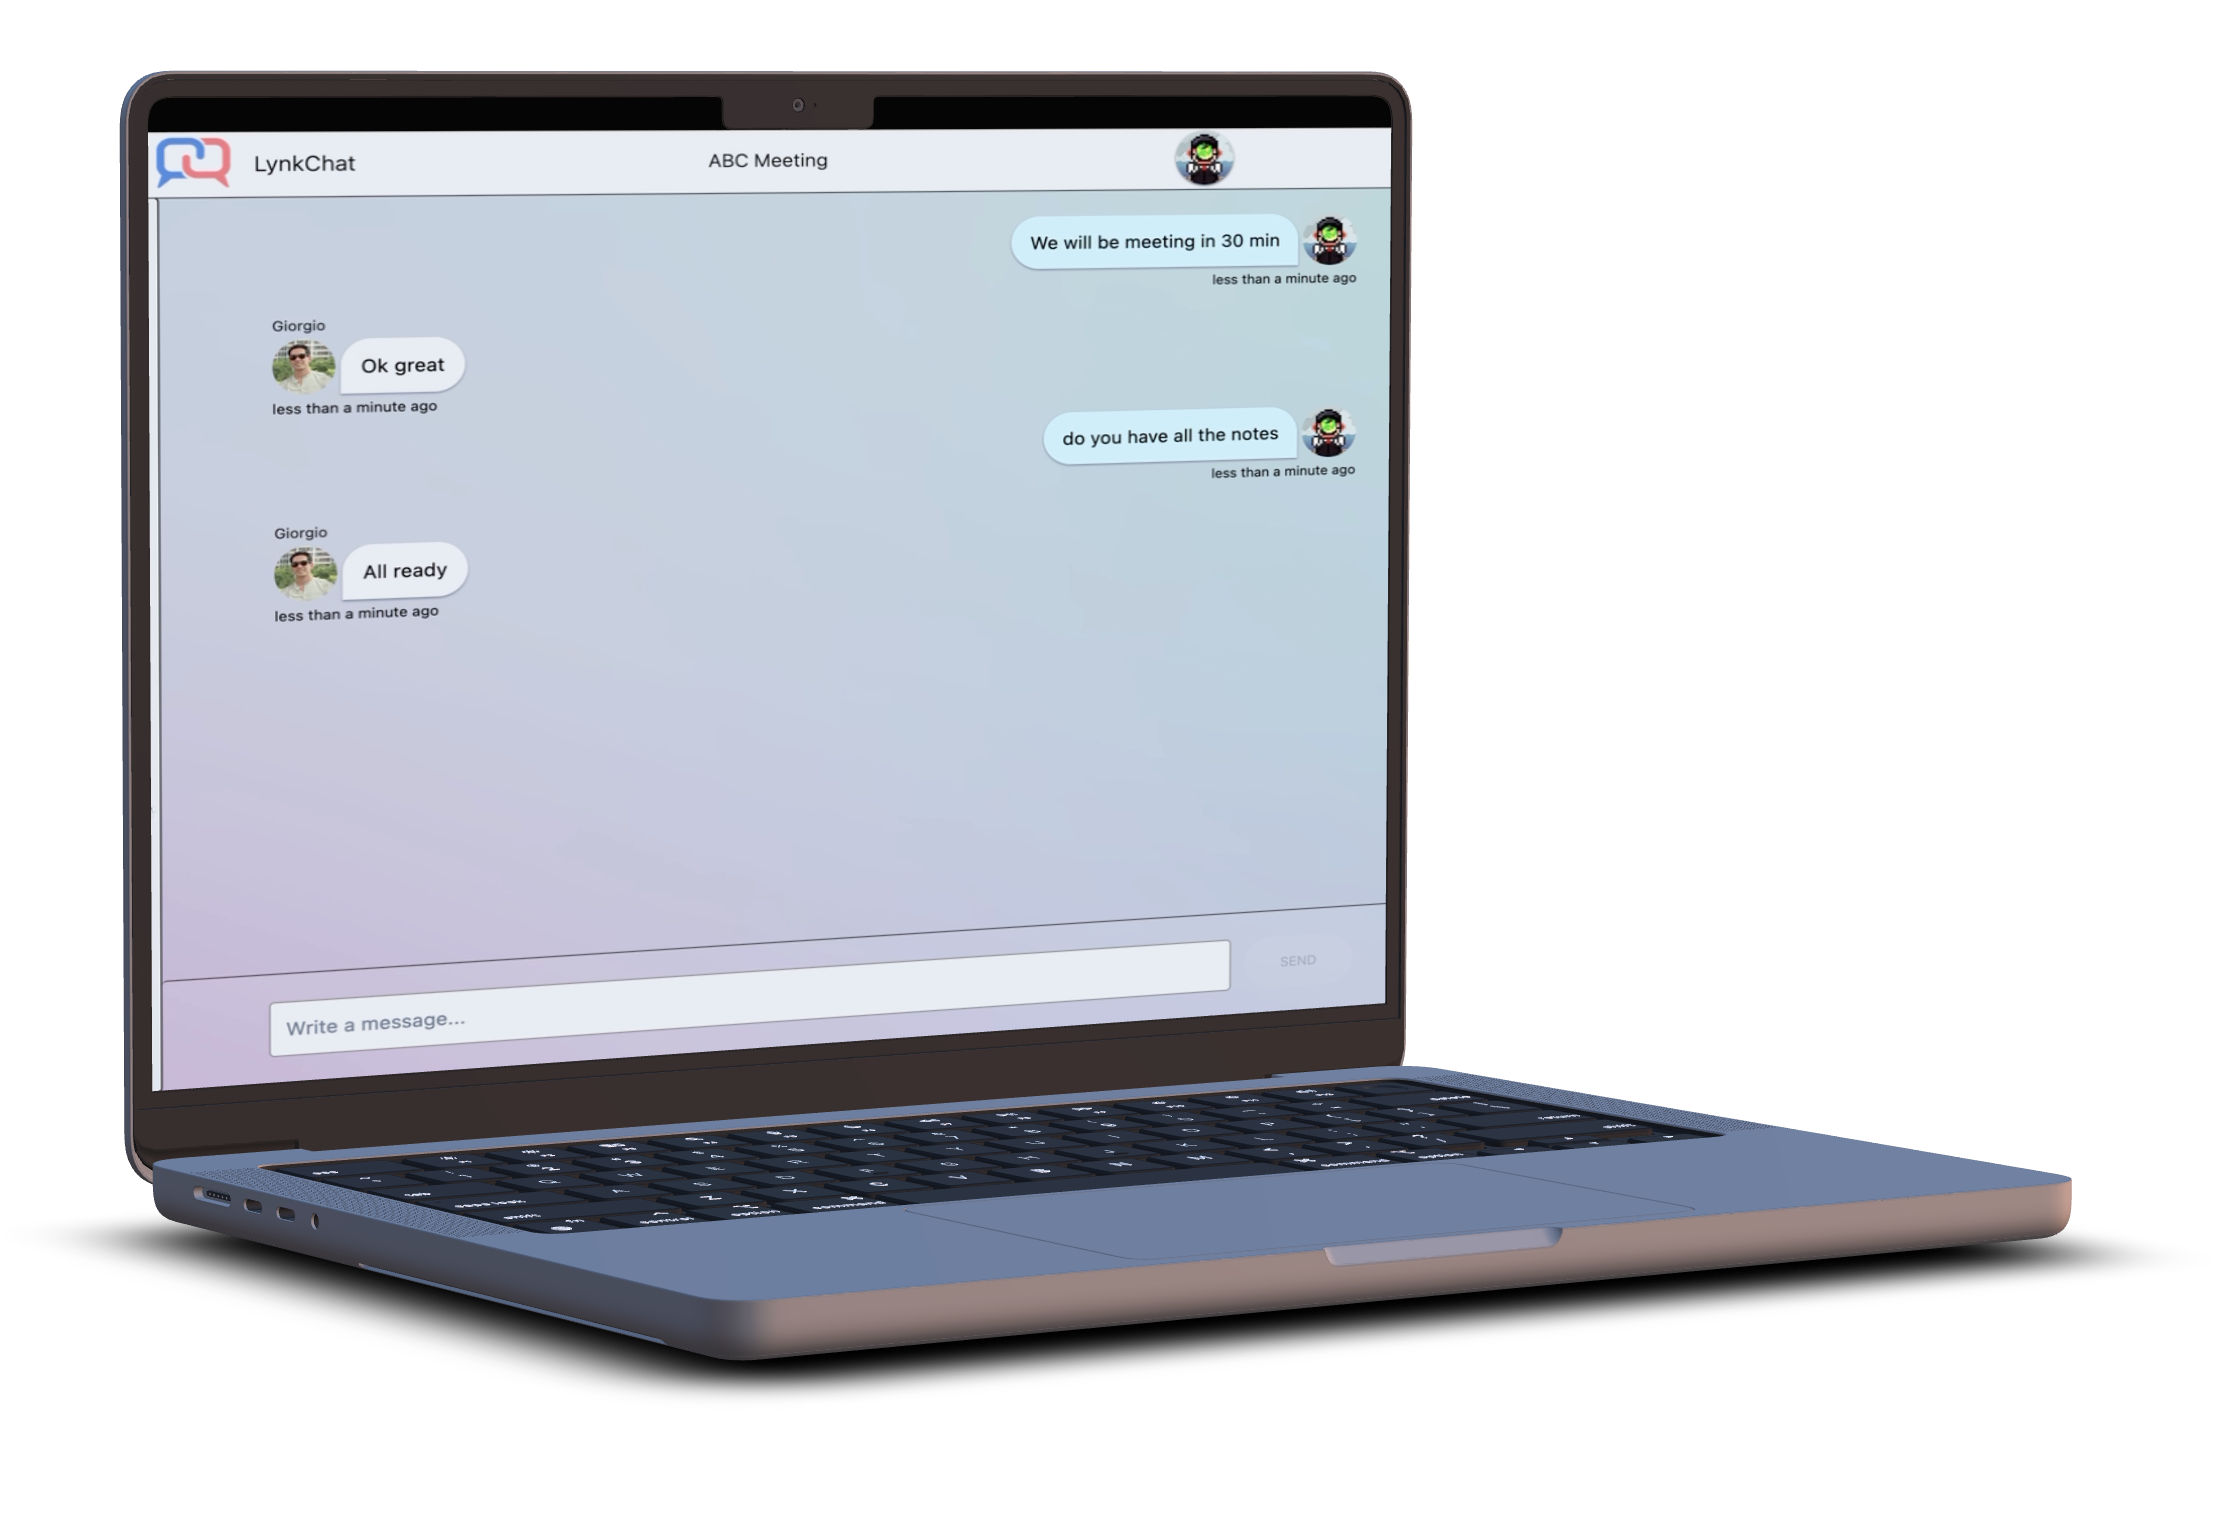 LynkChat
ABC Meeting
We will be meeting in 30 min
less than a minute ago
Giorgio
Ok great
less than a minute ago
do you have all the notes
less than a minute ago
Giorgio
All ready
less than a minute ago
SEND
Write a message...